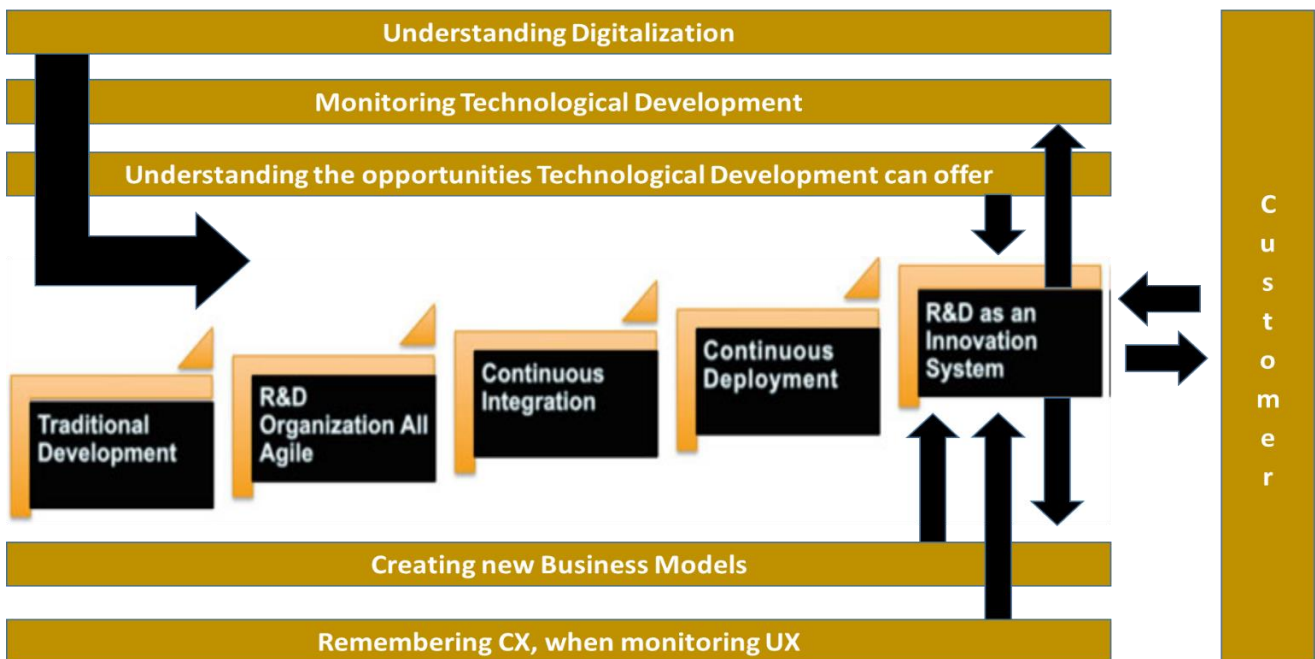 Understanding Digitalization
Monitoring Technological Development
Understanding the opportunities Technological Development can offer
Traditional
Development
R&D
Organization All
Agile
Continuous
Integration
Continuous
Deployment
R&D as an
Innovation
System
C
u
s
t
o
m
e
r
Creating new Business Models
Remembering CX, when monitoring UX